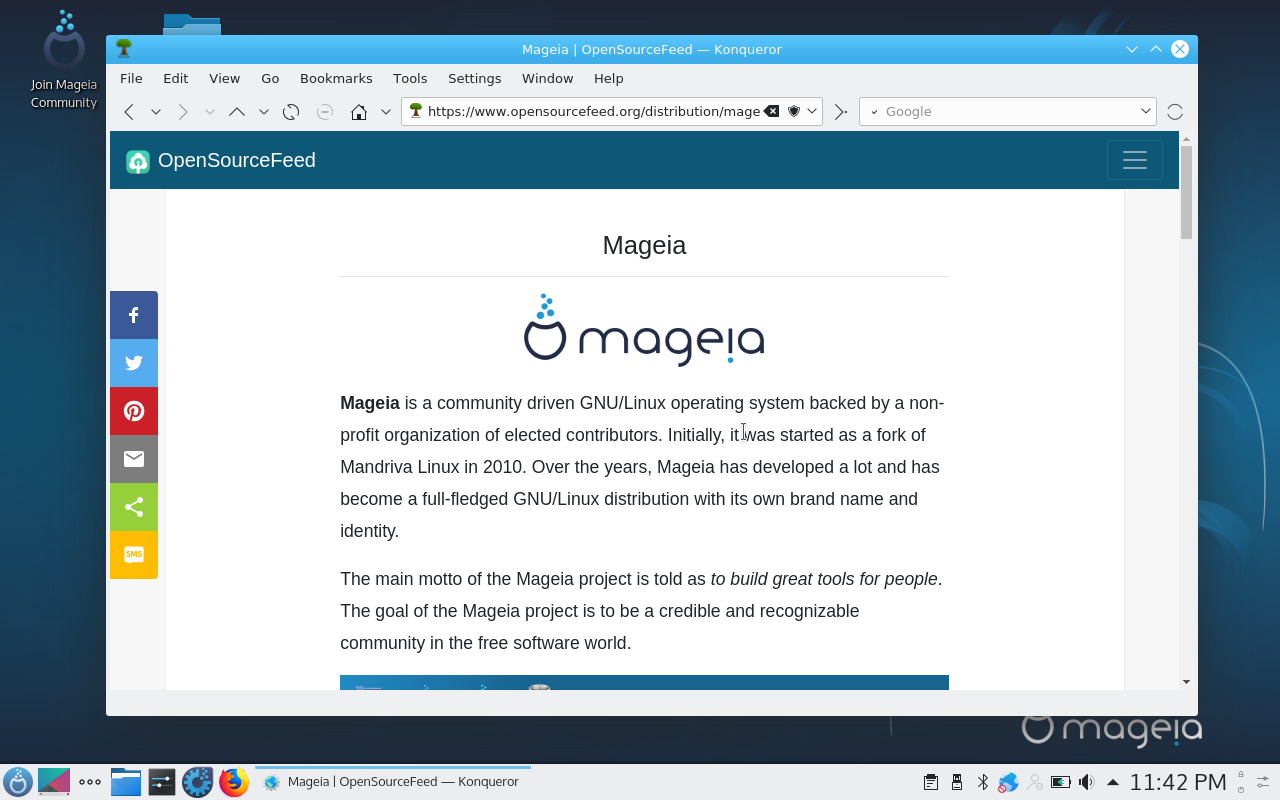 Join Mageia
Community
Mageia | OpenSourceFeed — Konqueror
File Edit View Go Bookmarks Tools Settings Window Help
https://www.opensourcefeed.org/distribution/mage
Google
OpenSourceFeed
Mageia
mageia
Mageia is a community driven GNU/Linux operating system backed by a non-
profit organization of elected contributors. Initially, it was started as a fork of
Mandriva Linux in 2010. Over the years, Mageia has developed a lot and has
become a full-fledged GNU/Linux distribution with its own brand name and
identity.
SMS
The main motto of the Mageia project is told as to build great tools for people.
The goal of the Mageia project is to be a credible and recognizable
community in the free software world.
mageia
Mageia | OpenSourceFeed — Konqueror
11:42 PM